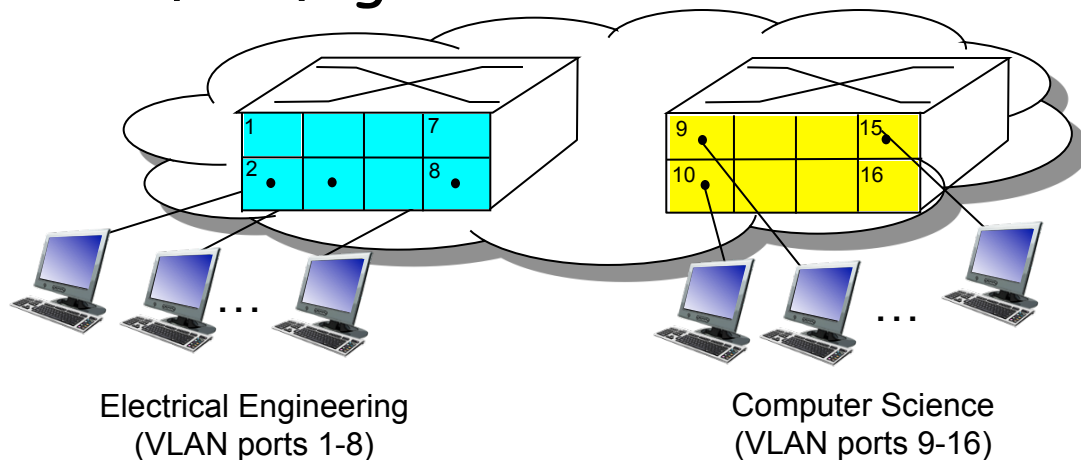 1 7
2 8
9 15
10 16
...
...
Electrical Engineering
(VLAN ports 1-8)
Computer Science
(VLAN ports 9-16)